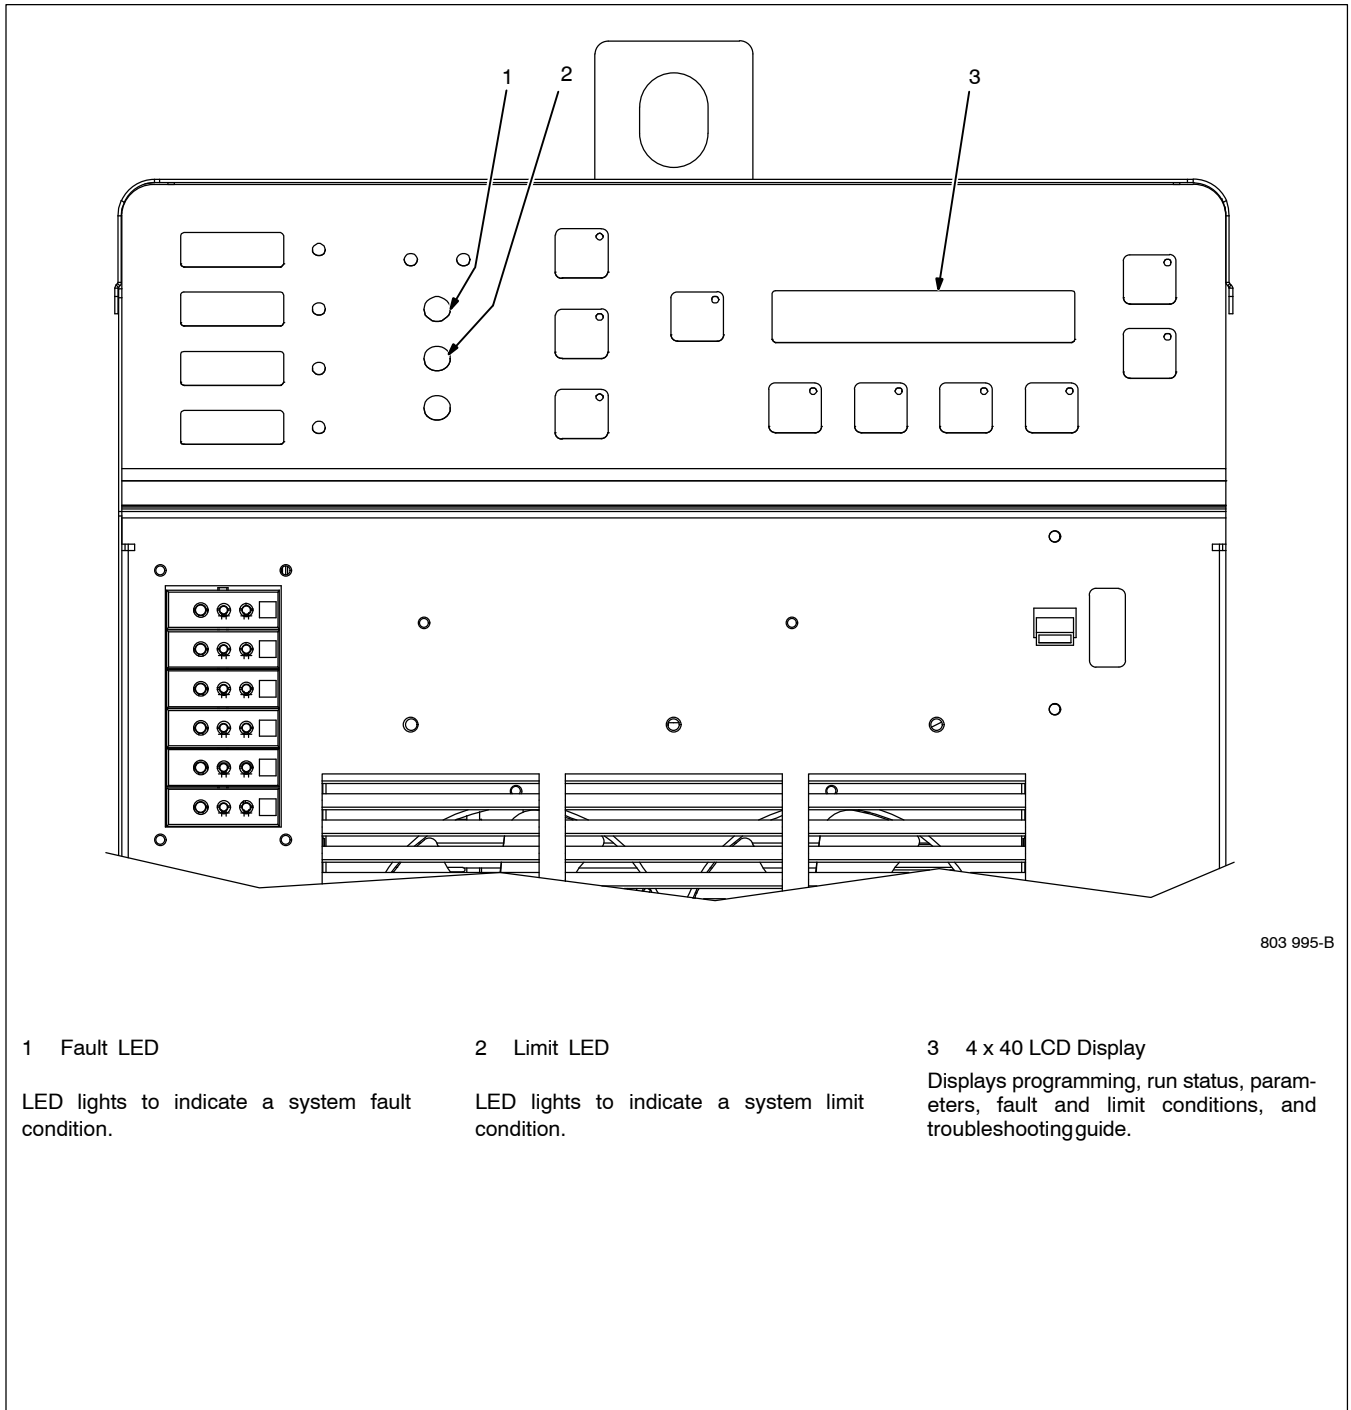 1
2
3
803 995-B
1 Fault LED
LED lights to indicate a system fault
condition.
2 Limit LED
LED lights to indicate a system limit
condition.
3 4 x 40 LCD Display
Displays programming, run status, param-
eters, fault and limit conditions, and
troubleshooting guide.